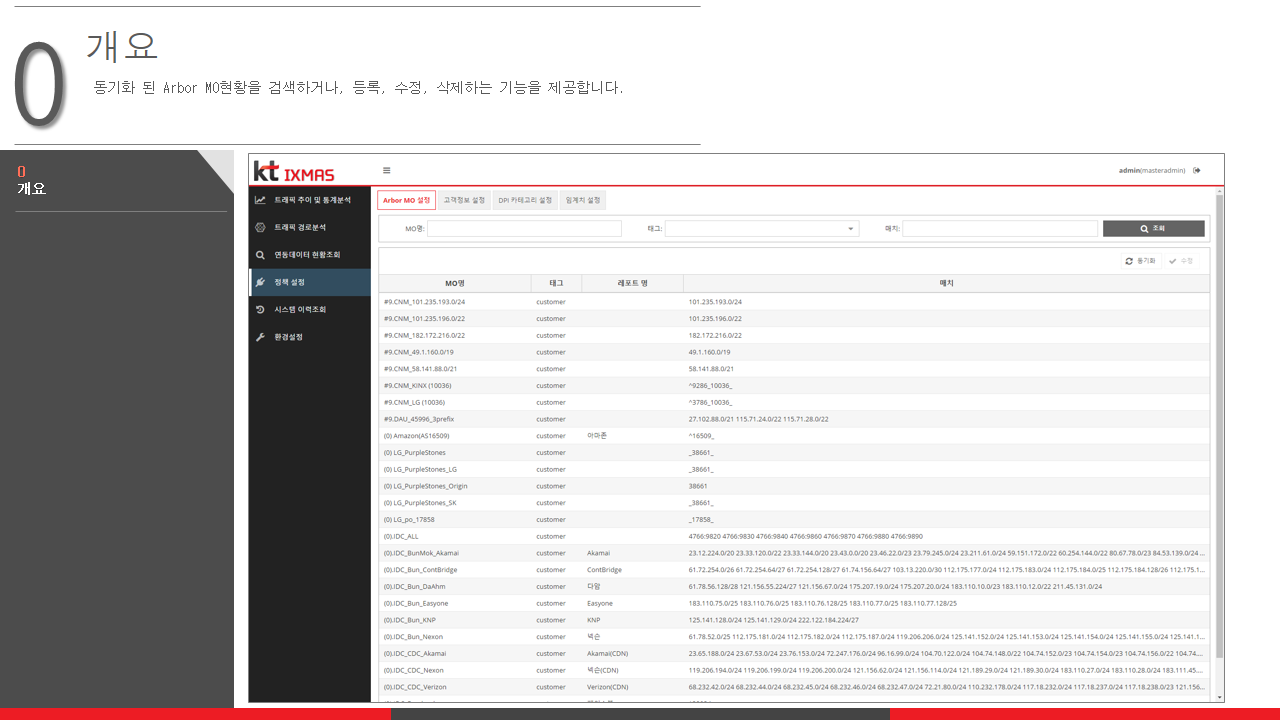 0
개요
동기화 된 Arbor MO현황을 검색하거나, 등록, 수정, 삭제하는 기능을 제공합니다.
0
개요
kt IXMAS
admin(masteradmin)
트래픽 추이 및 통계분석
트래픽 경로분석
연동데이터 현황조회
정책 설정
시스템 이력조회
환경설정
Arbor MO 설정 고객정보 설정 DPI 카테고리 설정 임계치 설정
MO명: 태그: 매치: 조회
동기화 수정
MO명 태그 레포트 명 매치
#9.CNM_101.235.193.0/24 customer 101.235.193.0/24
#9.CNM_101.235.196.0/22 customer 101.235.196.0/22
#9.CNM_182.172.216.0/22 customer 182.172.216.0/22
#9.CNM_49.1.160.0/19 customer 49.1.160.0/19
#9.CNM_58.141.88.0/21 customer 58.141.88.0/21
#9.CNM_KINX (10036) customer ^9286_10036_
#9.CNM_LG (10036) customer ^3786_10036_
#9.DAU_45996_3prefix customer 27.102.88.0/21 115.71.24.0/22 115.71.28.0/22
(0) Amazon(AS16509) customer 아마존 ^16509_
(0) LG_PurpleStones customer _38661_
(0) LG_PurpleStones_LG customer _38661_
(0) LG_PurpleStones_Origin customer 38661
(0) LG_PurpleStones_SK customer _38661_
(0) LG_po_17858 customer _17858_
(0).IDC_ALL customer 4766:9820 4766:9830 4766:9840 4766:9860 4766:9870 4766:9880 4766:9890
(0).IDC_BunMok_Akamai customer Akamai 23.12.224.0/20 23.33.120.0/22 23.33.144.0/20 23.43.0.0/20 23.46.22.0/23 23.79.245.0/24 23.211.61.0/24 59.151.172.0/22 60.254.144.0/22 80.67.78.0/23 84.53.139.0/24 ...
(0).IDC_Bun_ContBridge customer ContBridge 61.72.254.0/26 61.72.254.64/27 61.72.254.128/27 61.74.156.64/27 103.13.220.0/30 112.175.177.0/24 112.175.183.0/24 112.175.184.0/25 112.175.184.128/26 112.175.1...
(0).IDC_Bun_DaAhm customer 다암 61.78.56.128/28 121.156.55.224/27 121.156.67.0/24 175.207.19.0/24 175.207.20.0/24 183.110.10.0/23 183.110.12.0/22 211.45.131.0/24
(0).IDC_Bun_Easyone customer Easyone 183.110.75.0/25 183.110.76.0/25 183.110.76.128/25 183.110.77.0/25 183.110.77.128/25
(0).IDC_Bun_KNP customer KNP 125.141.128.0/24 125.141.129.0/24 222.122.184.224/27
(0).IDC_Bun_Nexon customer 넥슨 61.78.52.0/25 112.175.181.0/24 112.175.182.0/24 112.175.187.0/24 119.206.206.0/24 125.141.152.0/24 125.141.153.0/24 125.141.154.0/24 125.141.155.0/24 125.141.1...
(0).IDC_CDC_Akamai customer Akamai(CDN) 23.65.188.0/24 23.67.53.0/24 23.76.153.0/24 72.247.176.0/24 96.16.99.0/24 104.70.122.0/24 104.74.148.0/22 104.74.152.0/23 104.74.154.0/23 104.74.156.0/22 104.74....
(0).IDC_CDC_Nexon customer 넥슨(CDN) 119.206.194.0/24 119.206.199.0/24 119.206.200.0/24 121.156.62.0/24 121.156.114.0/24 121.189.29.0/24 121.189.30.0/24 183.110.27.0/24 183.110.28.0/24 183.111.45....
(0).IDC_CDC_Verizon customer Verizon(CDN) 68.232.42.0/24 68.232.44.0/24 68.232.45.0/24 68.232.46.0/24 68.232.47.0/24 72.21.80.0/24 110.232.178.0/24 117.18.232.0/24 117.18.237.0/24 117.18.238.0/23 121.156...